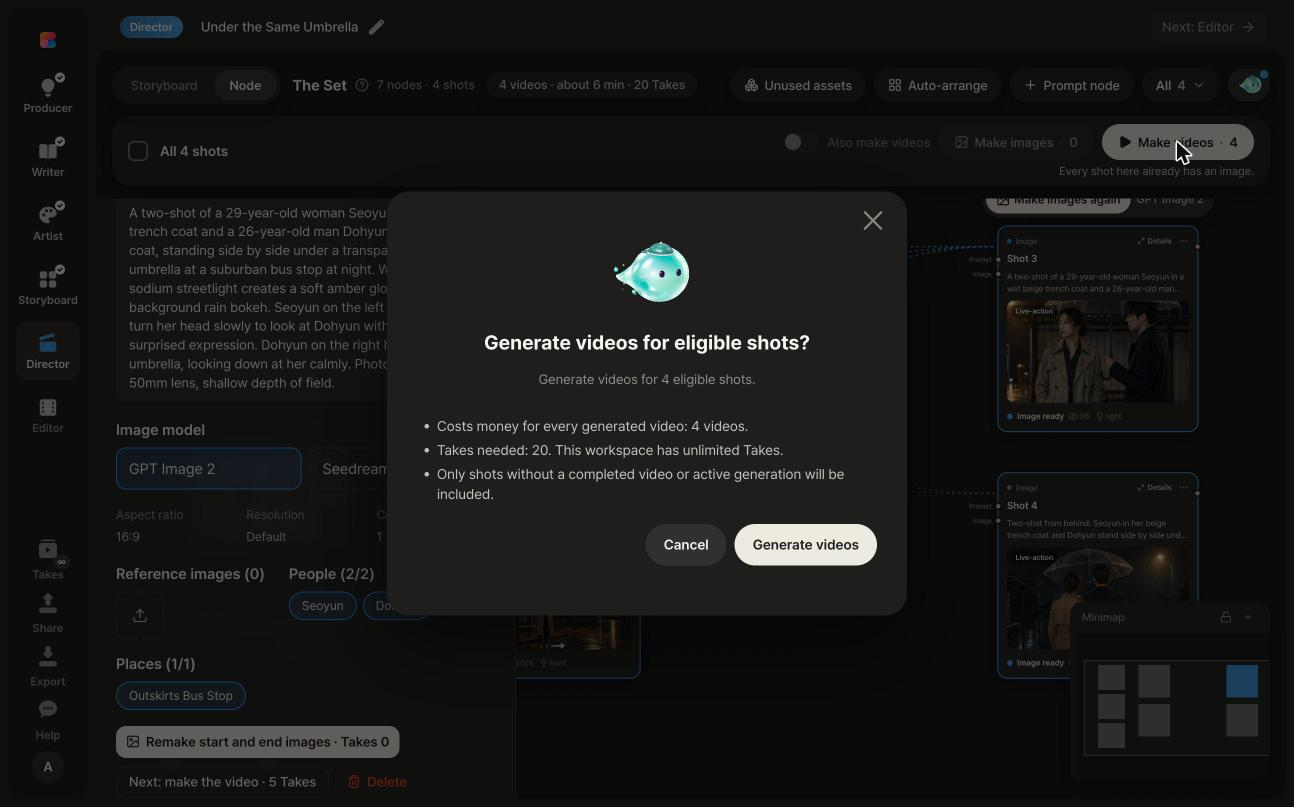 Director
Under the Same Umbrella
Next: Editor
Producer
Writer
Artist
Storyboard
Director
Editor
Takes
Share
Export
Help
A
Storyboard
Node
The Set
7 nodes · 4 shots
4 videos · about 6 min · 20 Takes
Unused assets
Auto-arrange
Prompt node
All 4
All 4 shots
Also make videos
Make images · 0
Make videos · 4
Every shot here already has an image.
A two-shot of a 29-year-old woman Seoyu
trench coat and a 26-year-old man Dohyun
coat, standing side by side under a transpa
umbrella at a suburban bus stop at night. W
sodium streetlight creates a soft amber glo
background rain bokeh. Seoyun on the left
turn her head slowly to look at Dohyun with
surprised expression. Dohyun on the right h
umbrella, looking down at her calmly. Photo
50mm lens, shallow depth of field.
Image model
GPT Image 2
Seedream
Aspect ratio
Resolution
16:9
Default
1
Reference images (0)
People (2/2)
Seoyun
Places (1/1)
Outskirts Bus Stop
Remake start and end images · Takes 0
Next: make the video · 5 Takes
Delete
Generate videos for eligible shots?
Generate videos for 4 eligible shots.
• Costs money for every generated video: 4 videos.
• Takes needed: 20. This workspace has unlimited Takes.
• Only shots without a completed video or active generation will be
included.
Cancel
Generate videos
front
Make images again
GPT Image 2
Image
Details
Prompt
Image
Shot 3
A two-shot of a 29-year-old woman Seoyun in a
wet beige trench coat and a 26-year-old man...
Live-action
Image ready
1/6
right
Image
Details
Prompt
Image
Shot 4
Two-shot from behind: Seoyun in her beige
trench coat and Dohyun stand side by side und...
Live-action
Image ready
Minimap